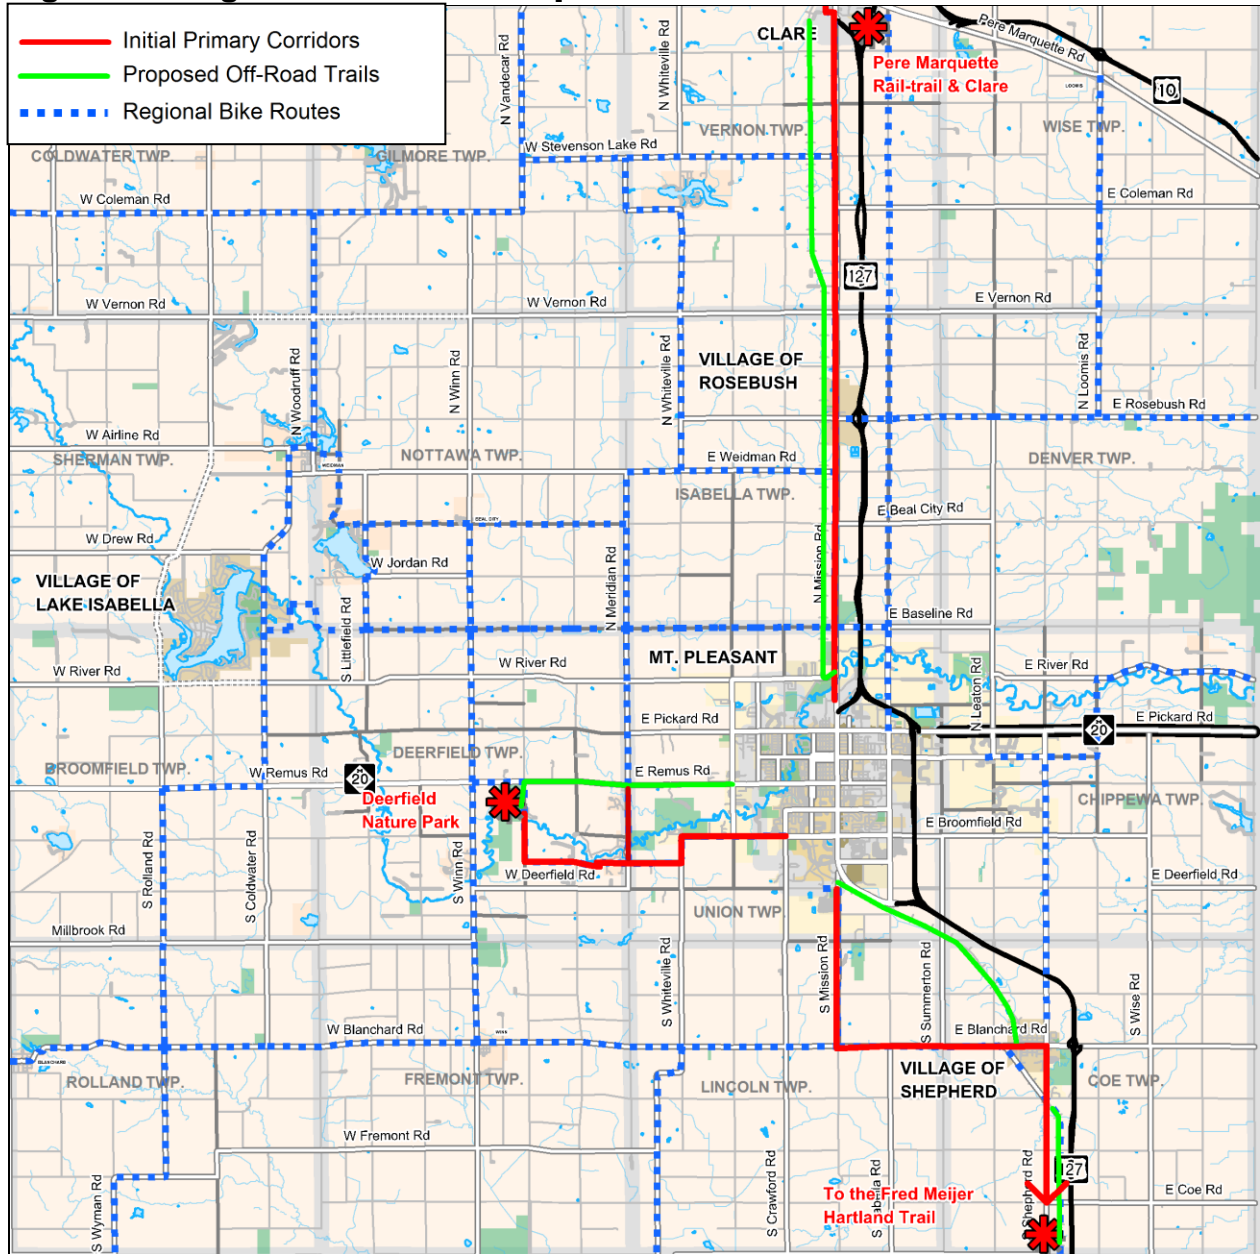 Initial Primary Corridors
Proposed Off-Road Trails
Regional Bike Routes
CLARE
Pere Marquette
Rail-trail & Clare
Pere Marquette Rd
10
LOOMIS
N Vandecar Rd
N Whiteville Rd
VERNON TWP.
WISE TWP.
COLDWATER TWP.
GILMORE TWP.
W Stevenson Lake Rd
W Coleman Rd
E Coleman Rd
127
W Vernon Rd
W Vernon Rd
E Vernon Rd
N Woodruff Rd
N Winn Rd
N Whiteville Rd
VILLAGE OF
ROSEBUSH
N Loomis Rd
E Rosebush Rd
W Airline Rd
SHERMAN TWP.
WEIDMAN
NOTTAWA TWP.
E Weidman Rd
ISABELLA TWP.
DENVER TWP.
BEAL CITY
E Beal City Rd
W Drew Rd
W Jordan Rd
N Meridian Rd
N Mission Rd
VILLAGE OF
LAKE ISABELLA
S Littlefield Rd
E Baseline Rd
W River Rd
W River Rd
MT. PLEASANT
N Leaton Rd
E River Rd
E Pickard Rd
E Pickard Rd
20
DEERFIELD TWP.
BROOMFIELD TWP.
W Remus Rd
20
E Remus Rd
Deerfield
Nature Park
CHIPPEWA TWP.
E Broomfield Rd
S Rolland Rd
S Coldwater Rd
S Winn Rd
W Deerfield Rd
E Deerfield Rd
UNION TWP.
Millbrook Rd
S Whiteville Rd
S Mission Rd
S Summerton Rd
S Wise Rd
W Blanchard Rd
WINN
E Blanchard Rd
BLANCHARD
ROLLAND TWP.
FREMONT TWP.
LINCOLN TWP.
VILLAGE OF
SHEPHERD
COE TWP.
W Fremont Rd
S Wyman Rd
S Crawford Rd
Shepherd Rd
127
E Coe Rd
To the Fred Meijer
Hartland Trail